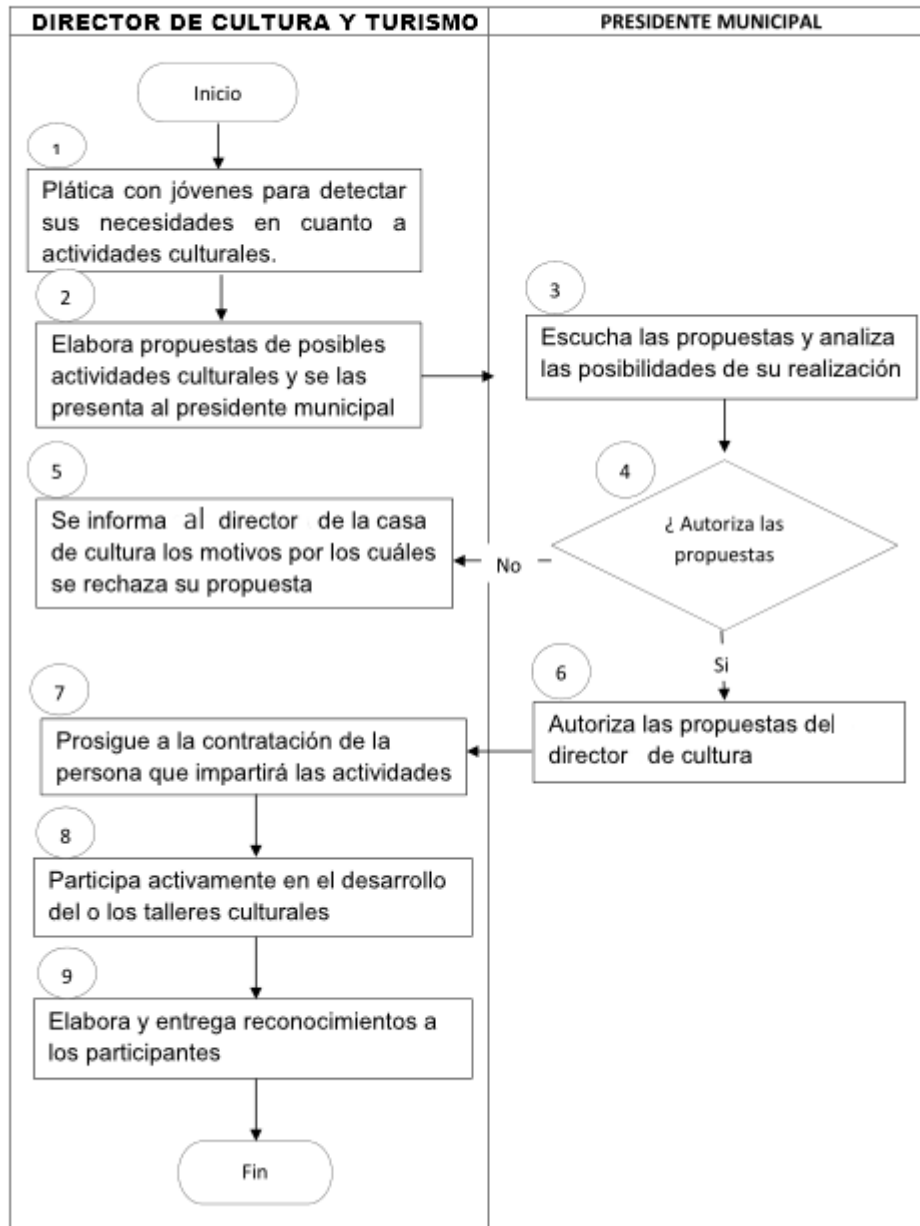 DIRECTOR DE CULTURA Y TURISMO
PRESIDENTE MUNICIPAL
Inicio
1
Plática con jóvenes para detectar
sus necesidades en cuanto a
actividades culturales.
2
Elabora propuestas de posibles
actividades culturales y se las
presenta al presidente municipal
3
Escucha las propuestas y analiza
las posibilidades de su realización
4
¿ Autoriza las
propuestas
No
5
Se informa al director de la casa
de cultura los motivos por los cuáles
se rechaza su propuesta
Si
6
Autoriza las propuestas del
director de cultura
7
Prosigue a la contratación de la
persona que impartirá las actividades
8
Participa activamente en el desarrollo
del o los talleres culturales
9
Elabora y entrega reconocimientos a
los participantes
Fin